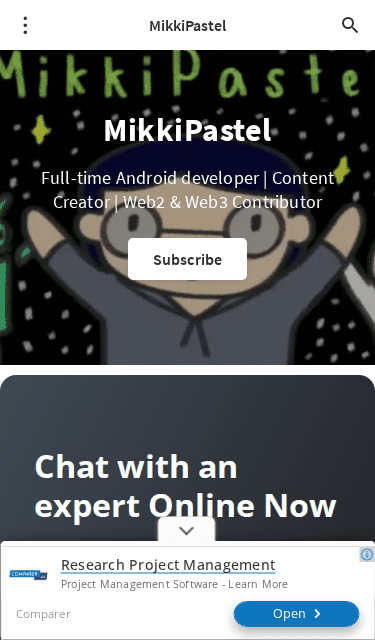 MikkiPastel
MikkiPaste
MikkiPastel
Full-time Android developer | Content
Creator | Web2 & Web3 Contributor
Subscribe
Chat with an
expert Online Now
Research Project Management
Project Management Software - Learn More
COMPARER
Comparer
Open